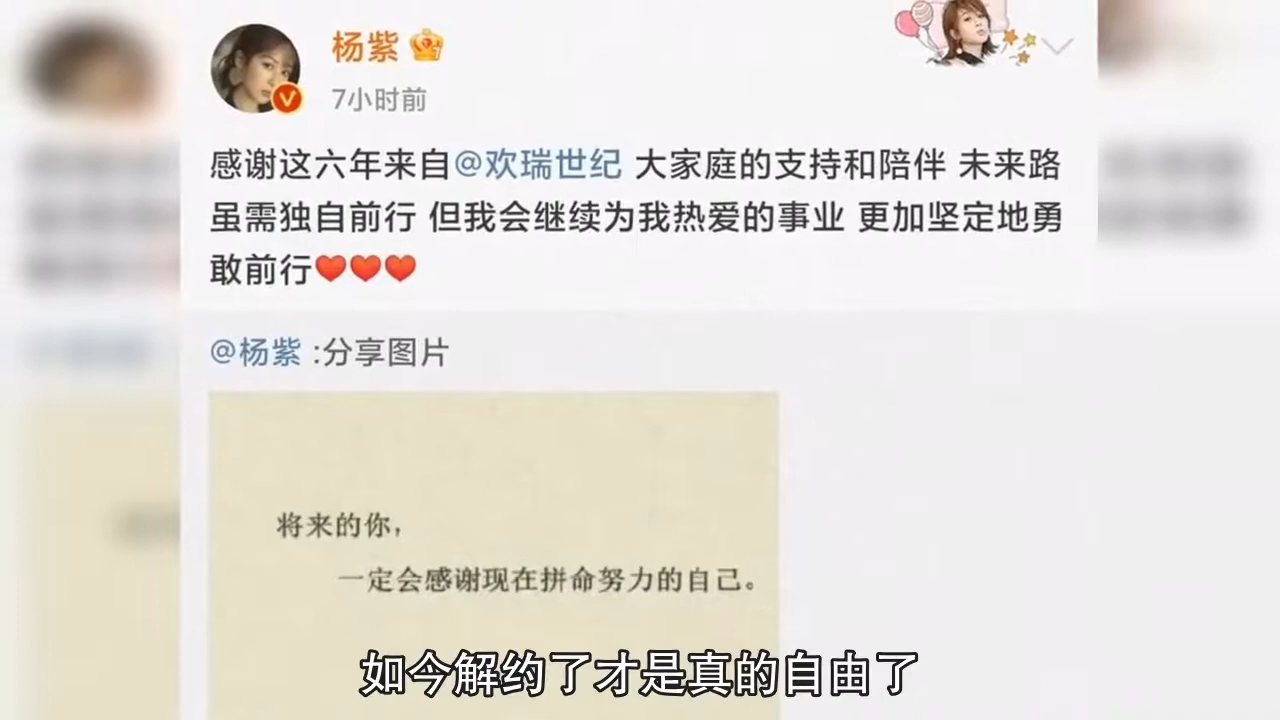 杨紫
7小时前
感谢这六年来自@欢瑞世纪 大家庭的支持和陪伴 未来路
虽需独自前行 但我会继续为我热爱的事业 更加坚定地勇
敢前行❤❤❤
@杨紫 :分享图片
将来的你，
一定会感谢现在拼命努力的自己。
如今解约了才是真的自由了